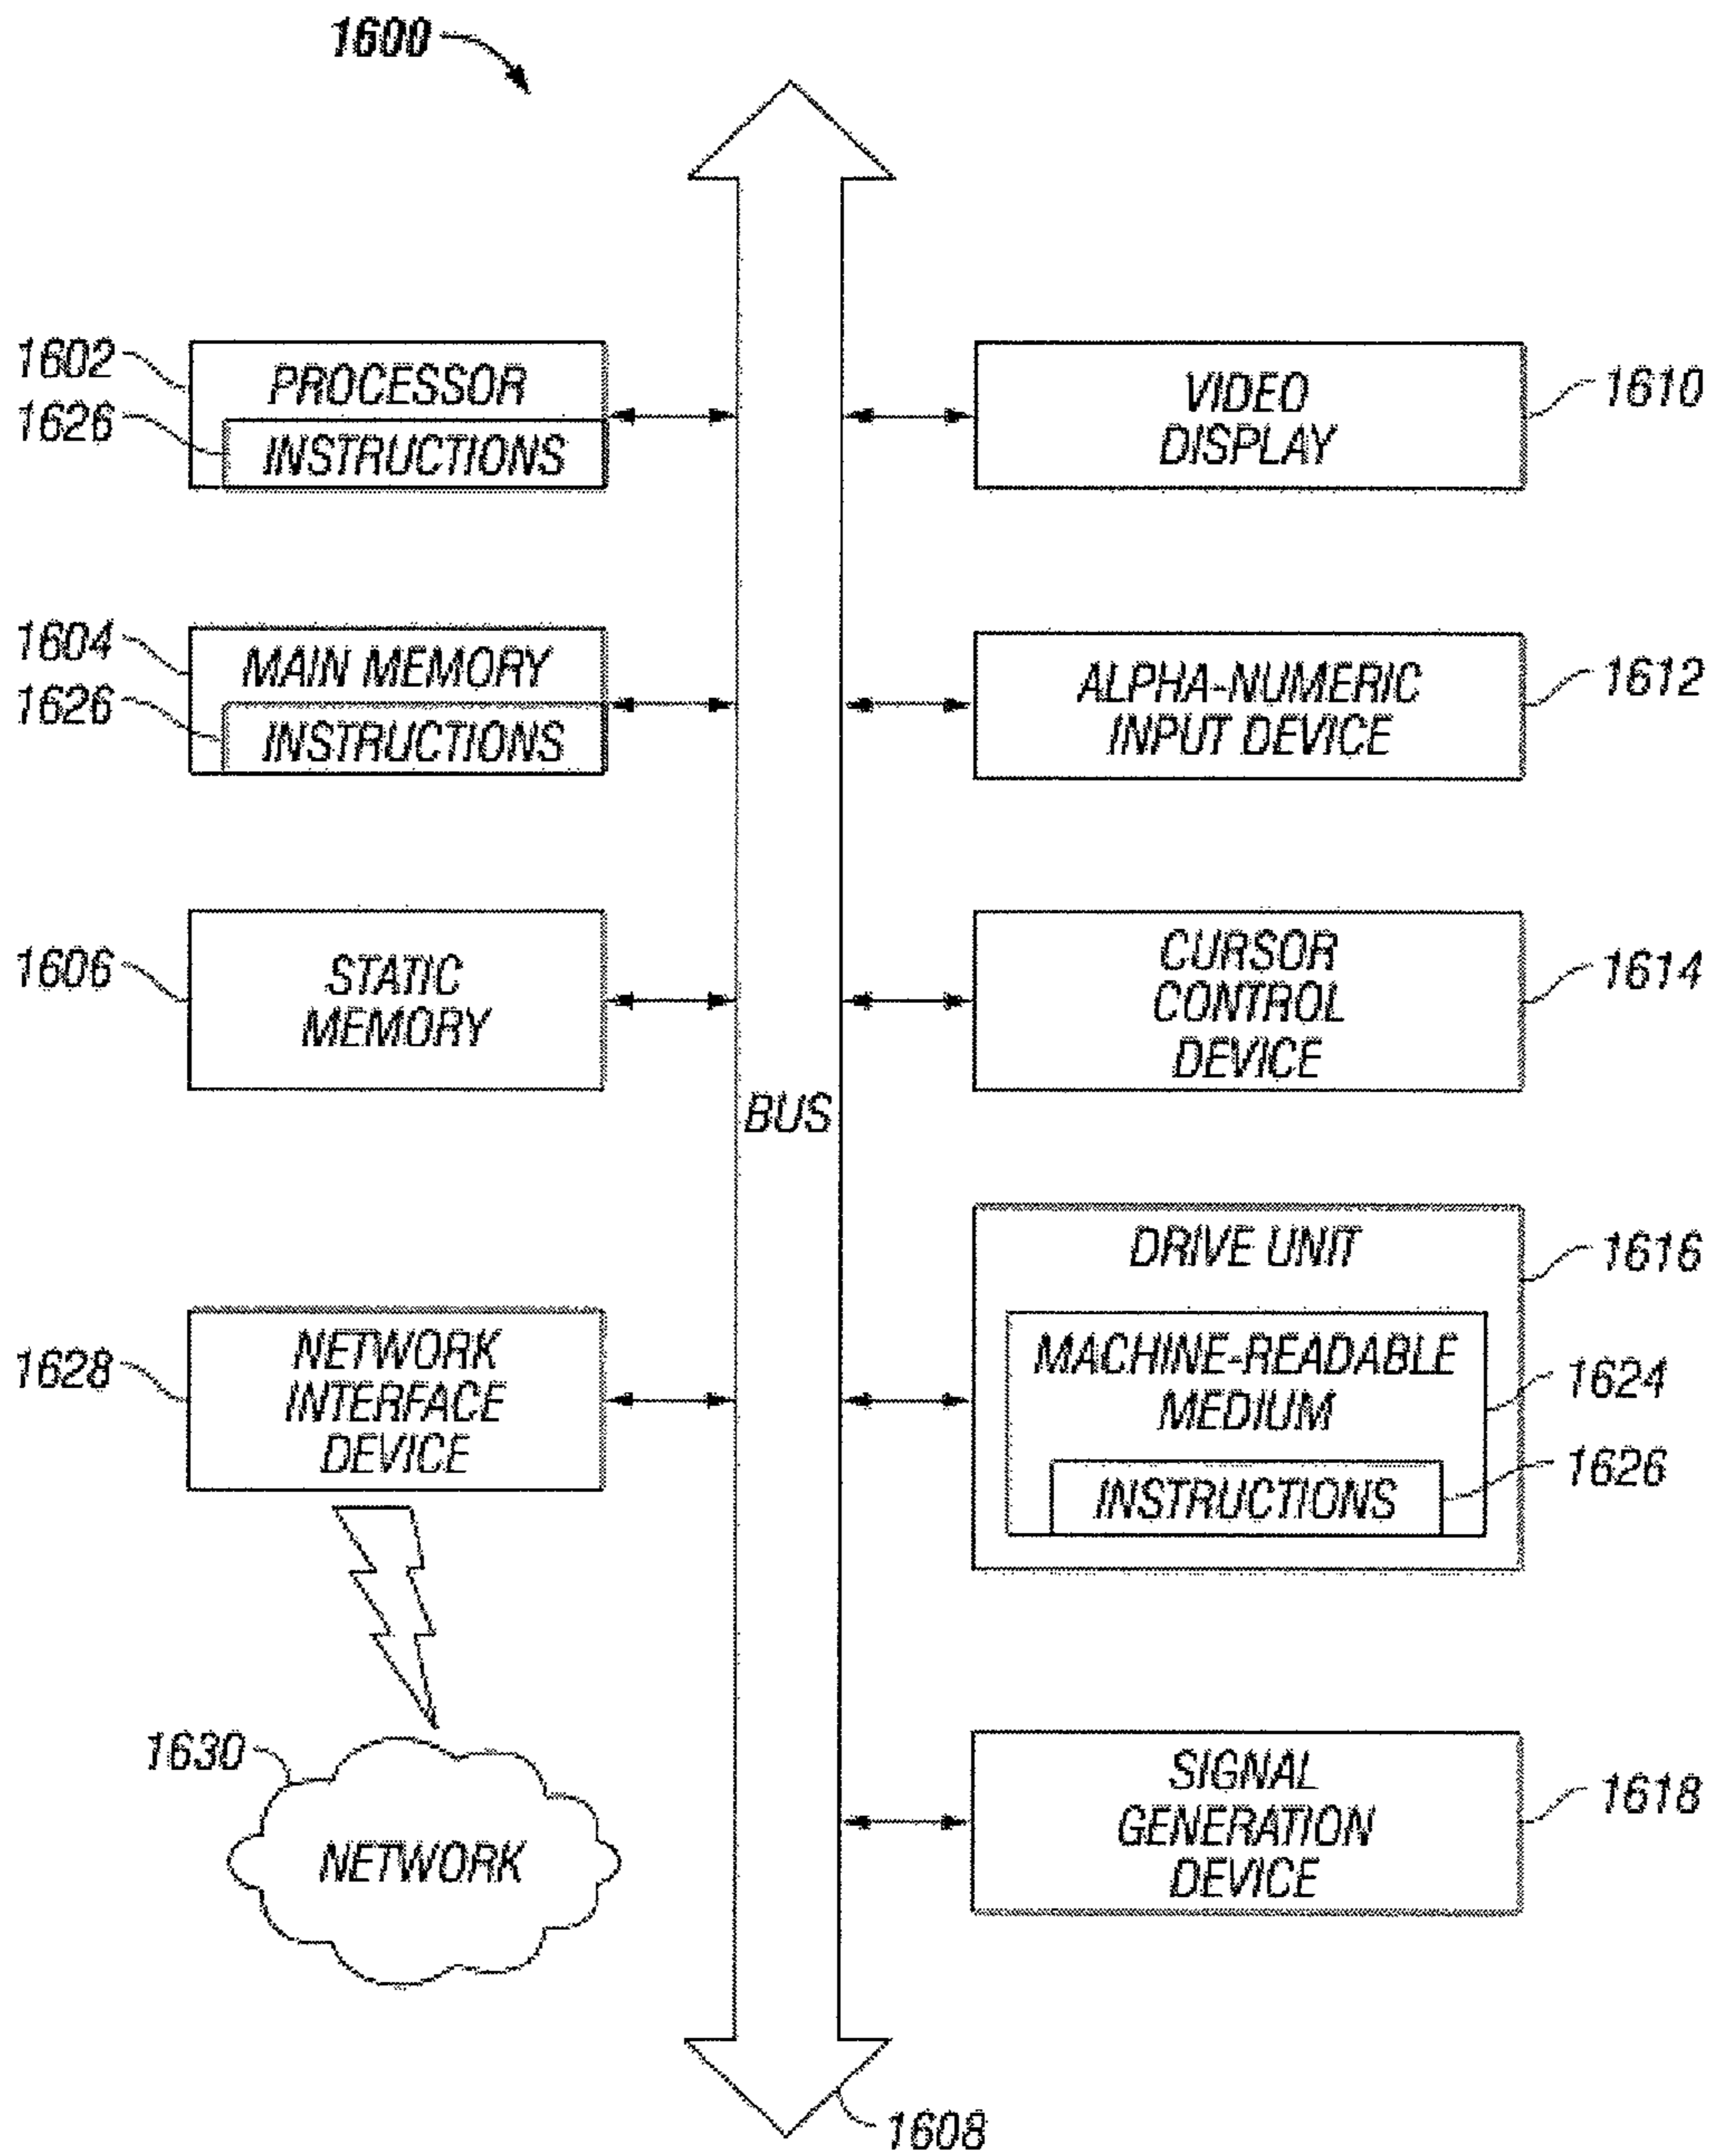 1600
1602
PROCESSOR
1626
INSTRUCTIONS
VIDEO
DISPLAY
1610
1604
MAIN MEMORY
1626
INSTRUCTIONS
ALPHA-NUMERIC
INPUT DEVICE
1612
1606
STATIC
MEMORY
CURSOR
CONTROL
DEVICE
1614
BUS
1628
NETWORK
INTERFACE
DEVICE
DRIVE UNIT
1616
MACHINE-READABLE
MEDIUM
1624
INSTRUCTIONS
1626
1630
NETWORK
SIGNAL
GENERATION
DEVICE
1618
1608